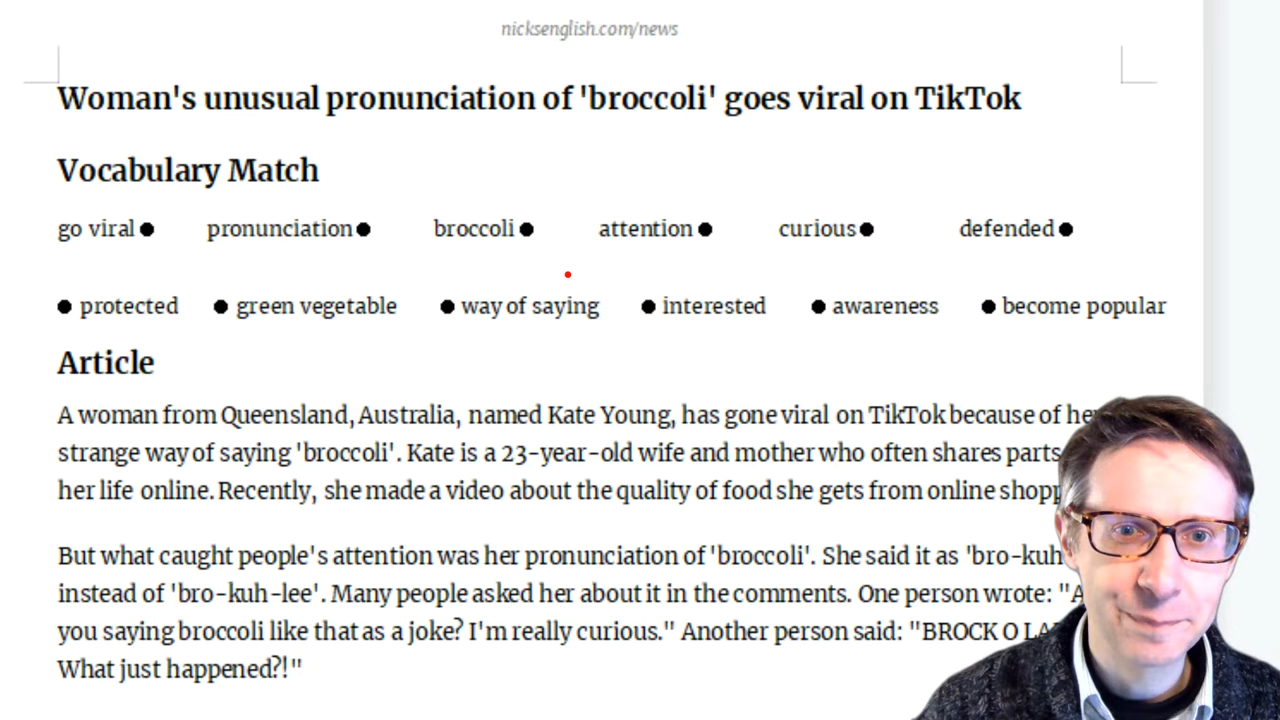 nicksenglish.com/news
Woman's unusual pronunciation of 'broccoli' goes viral on TikTok
Vocabulary Match
go viral pronunciation broccoli attention curious defended
protected green vegetable way of saying interested awareness become popular
Article
A woman from Queensland, Australia, named Kate Young, has gone viral on TikTok because of
strange way of saying 'broccoli'. Kate is a 23-year-old wife and mother who often shares parts
her life online. Recently, she made a video about the quality of food she gets from online
But what caught people's attention was her pronunciation of 'broccoli'. She said it as 'bro-kuh
instead of 'bro-kuh-lee'. Many people asked her about it in the comments. One person wrote: "
you saying broccoli like that as a joke? I'm really curious." Another person said: "BROCK O
What just happened?!"